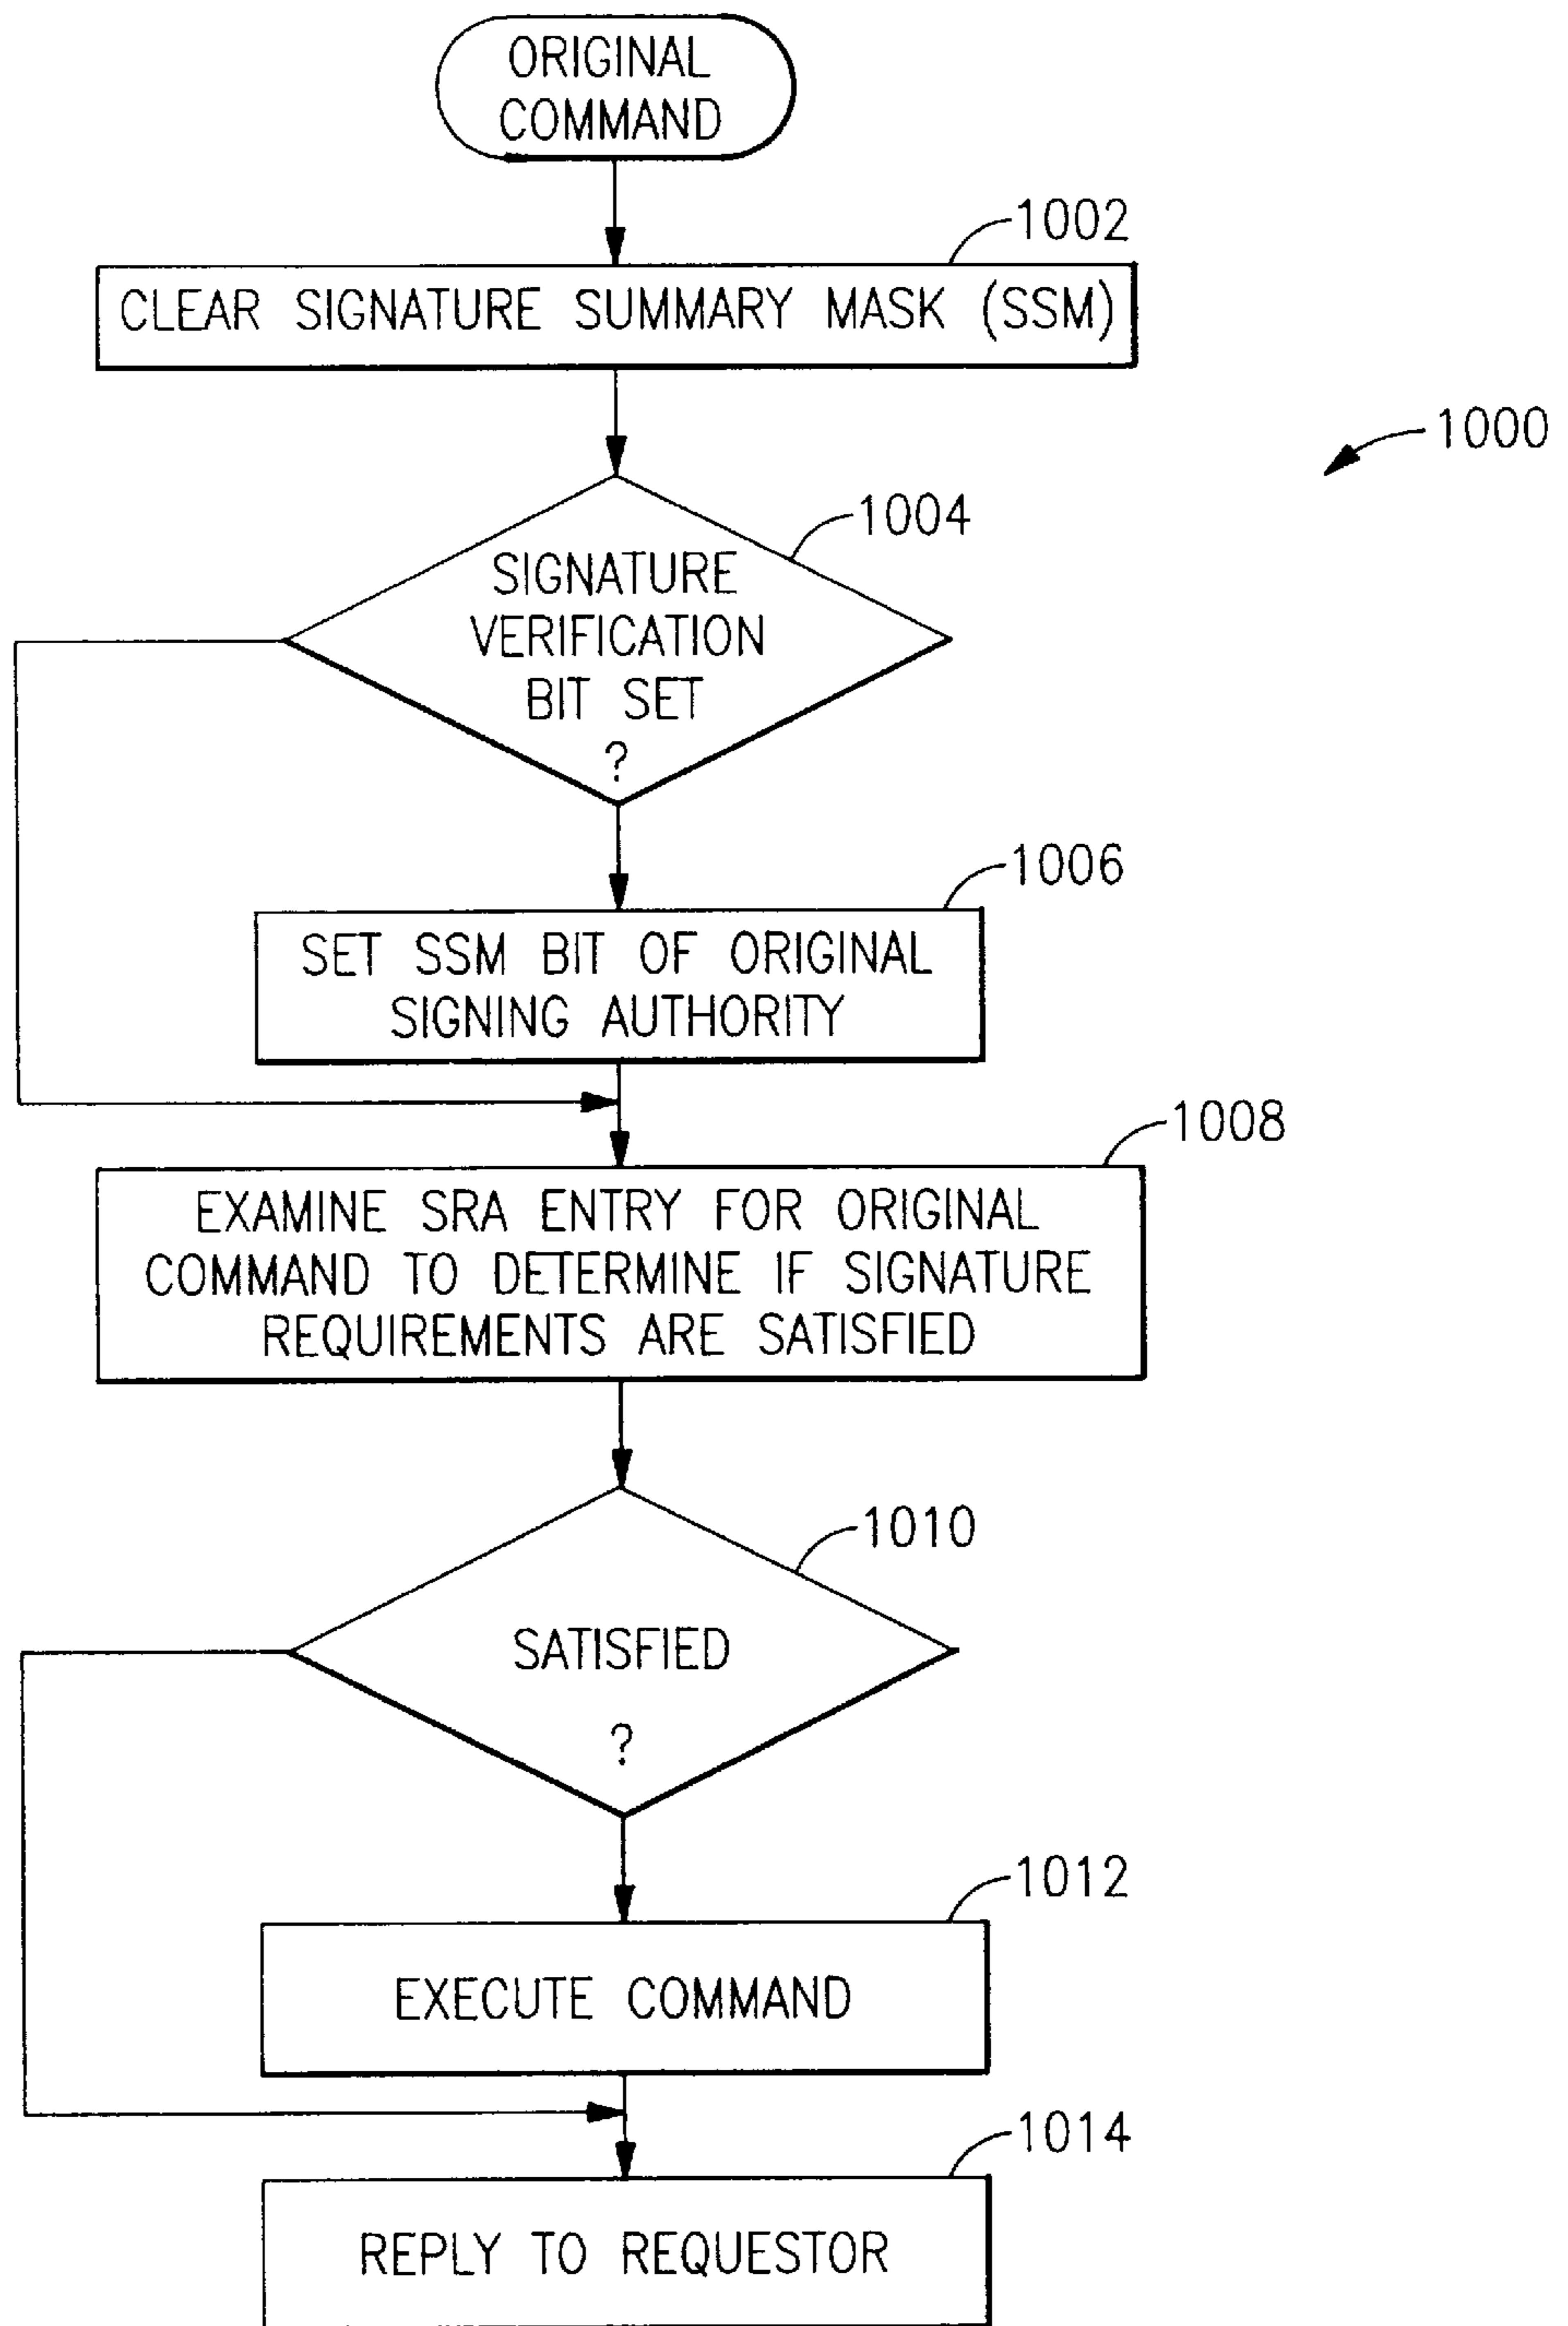 ORIGINAL
COMMAND
1002
CLEAR SIGNATURE SUMMARY MASK (SSM)
1000
1004
SIGNATURE
VERIFICATION
BIT SET
?
1006
SET SSM BIT OF ORIGINAL
SIGNING AUTHORITY
1008
EXAMINE SRA ENTRY FOR ORIGINAL
COMMAND TO DETERMINE IF SIGNATURE
REQUIREMENTS ARE SATISFIED
1010
SATISFIED
?
1012
EXECUTE COMMAND
1014
REPLY TO REQUESTOR